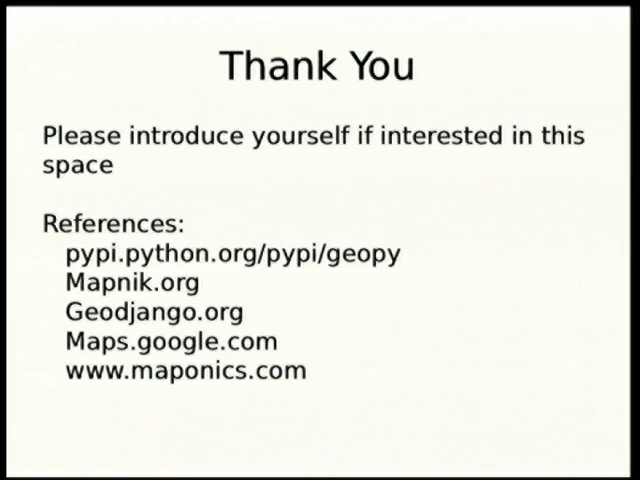 Thank You
Please introduce yourself if interested in this
space
References:
pypi.python.org/pypi/geopy
Mapnik.org
Geodjango.org
Maps.google.com
www.maponics.com